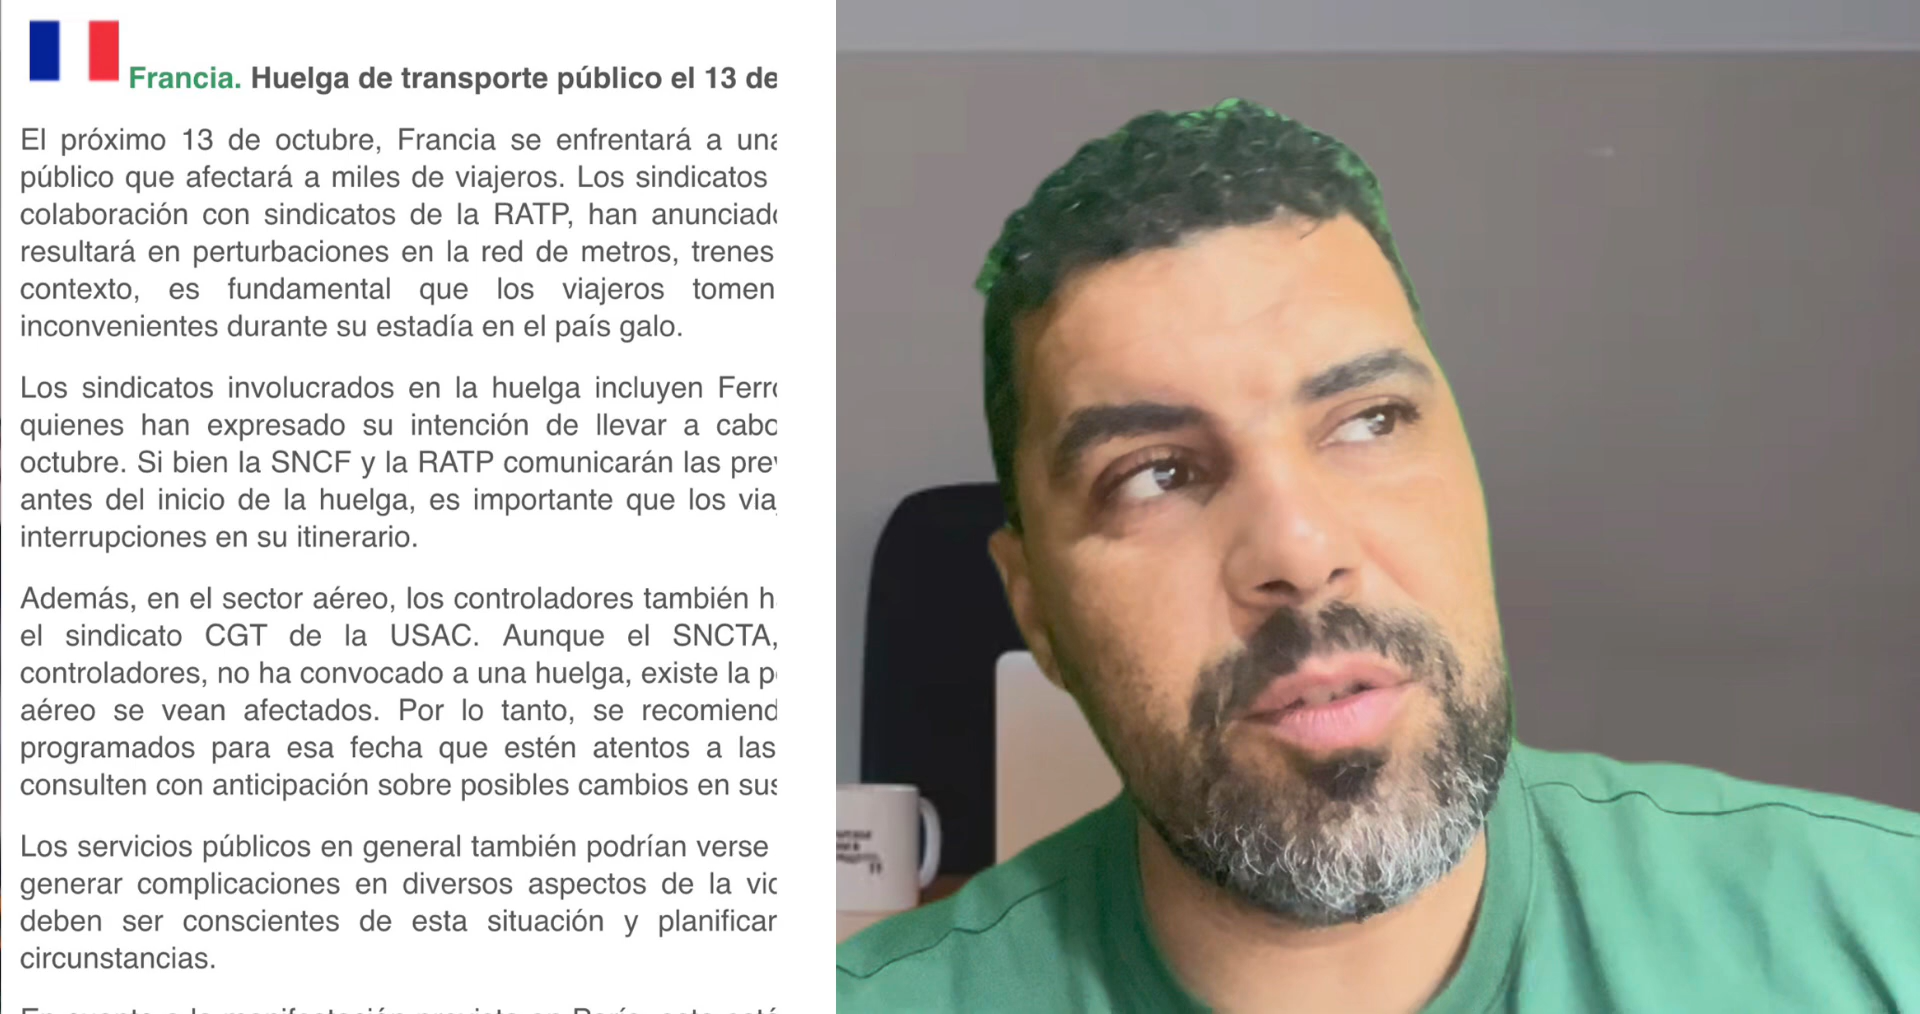 Francia. Huelga de transporte público el 13 de
El próximo 13 de octubre, Francia se enfrentará a una
público que afectará a miles de viajeros. Los sindicatos
colaboración con sindicatos de la RATP, han anunciado
resultará en perturbaciones en la red de metros, trenes
contexto, es fundamental que los viajeros tomen
inconvenientes durante su estadía en el país galo.
Los sindicatos involucrados en la huelga incluyen Ferro
quienes han expresado su intención de llevar a cabo
octubre. Si bien la SNCF y la RATP comunicarán las prev
antes del inicio de la huelga, es importante que los via
interrupciones en su itinerario.
Además, en el sector aéreo, los controladores también h
el sindicato CGT de la USAC. Aunque el SNCTA,
controladores, no ha convocado a una huelga, existe la p
aéreo se vean afectados. Por lo tanto, se recomiend
programados para esa fecha que estén atentos a las
consulten con anticipación sobre posibles cambios en sus
Los servicios públicos en general también podrían verse
generar complicaciones en diversos aspectos de la vid
deben ser conscientes de esta situación y planificar
circunstancias.